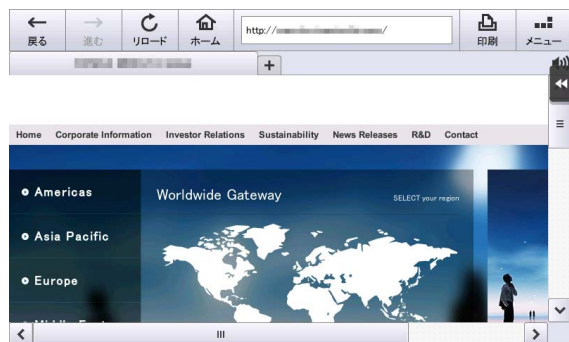 戻る 進む リロード ホーム http:// / 印刷 メニュー
+
Home Corporate Information Investor Relations Sustainability News Releases R&D Contact
Americas
Worldwide Gateway
SELECT your region
Asia Pacific
Europe